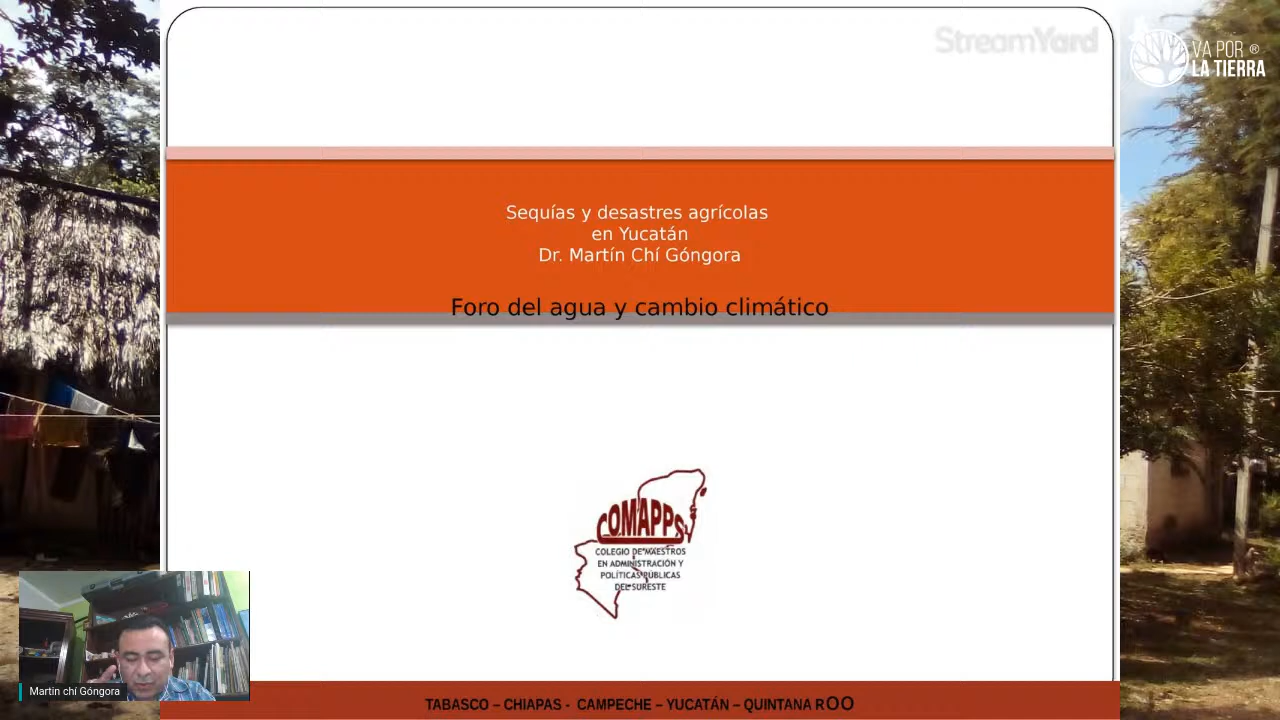 StreamYard
VA POR ®
LA TIERRA
Sequías y desastres agrícolas
en Yucatán
Dr. Martín Chí Góngora
Foro del agua y cambio climático
COMAPPS
COLEGIO DE MAESTROS
EN ADMINISTRACIÓN Y
POLÍTICAS PÚBLICAS
DEL SURESTE
Martin chí Góngora
TABASCO – CHIAPAS - CAMPECHE – YUCATÁN – QUINTANA ROO